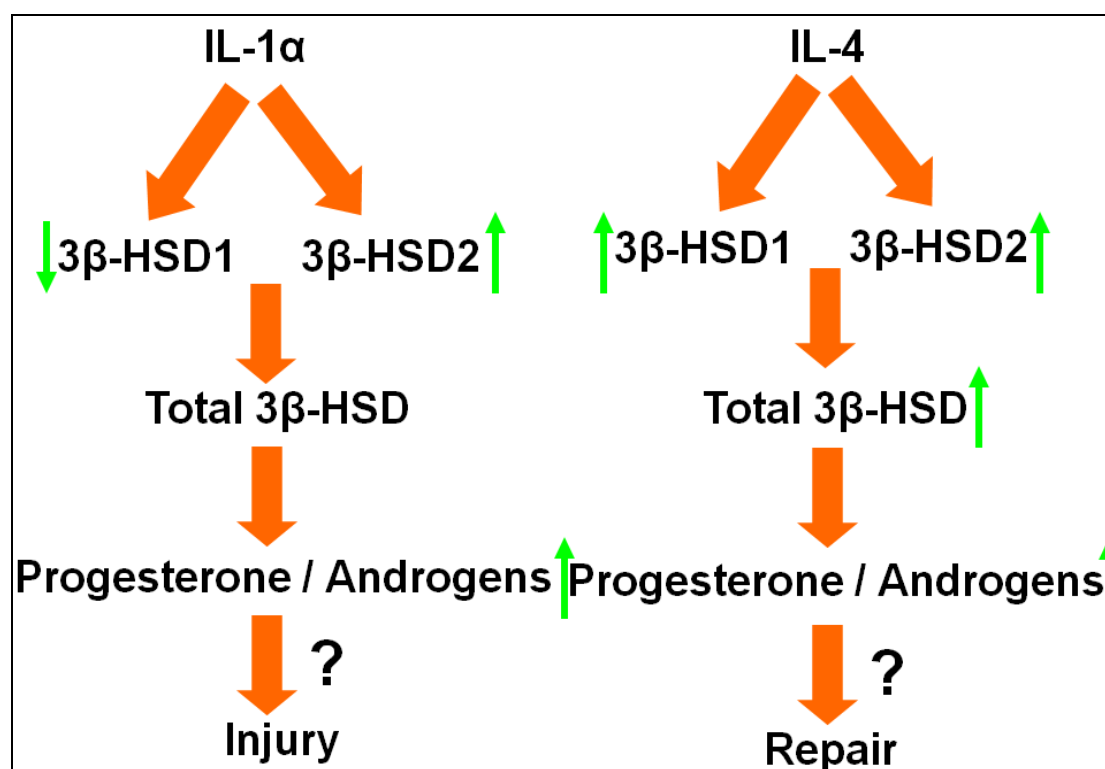 IL-1α
IL-4
3β-HSD1 3β-HSD2
3β-HSD1 3β-HSD2
Total 3β-HSD
Total 3β-HSD
Progesterone / Androgens
Progesterone / Androgens
?
?
Injury
Repair